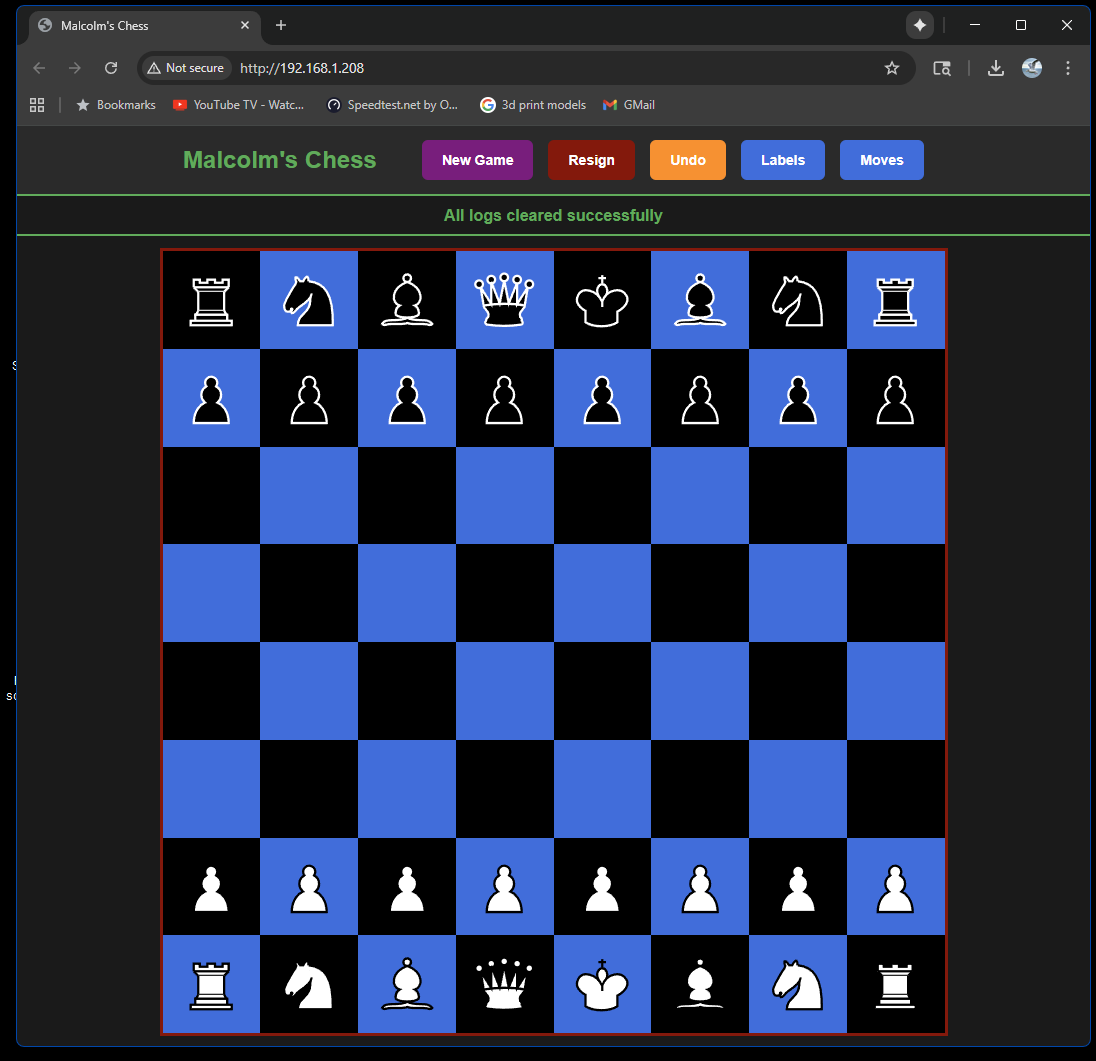 Malcolm's Chess
Not secure http://192.168.1.208
Bookmarks YouTube TV - Watc... Speedtest.net by O... 3d print models GMail
Malcolm's Chess New Game Resign Undo Labels Moves
All logs cleared successfully